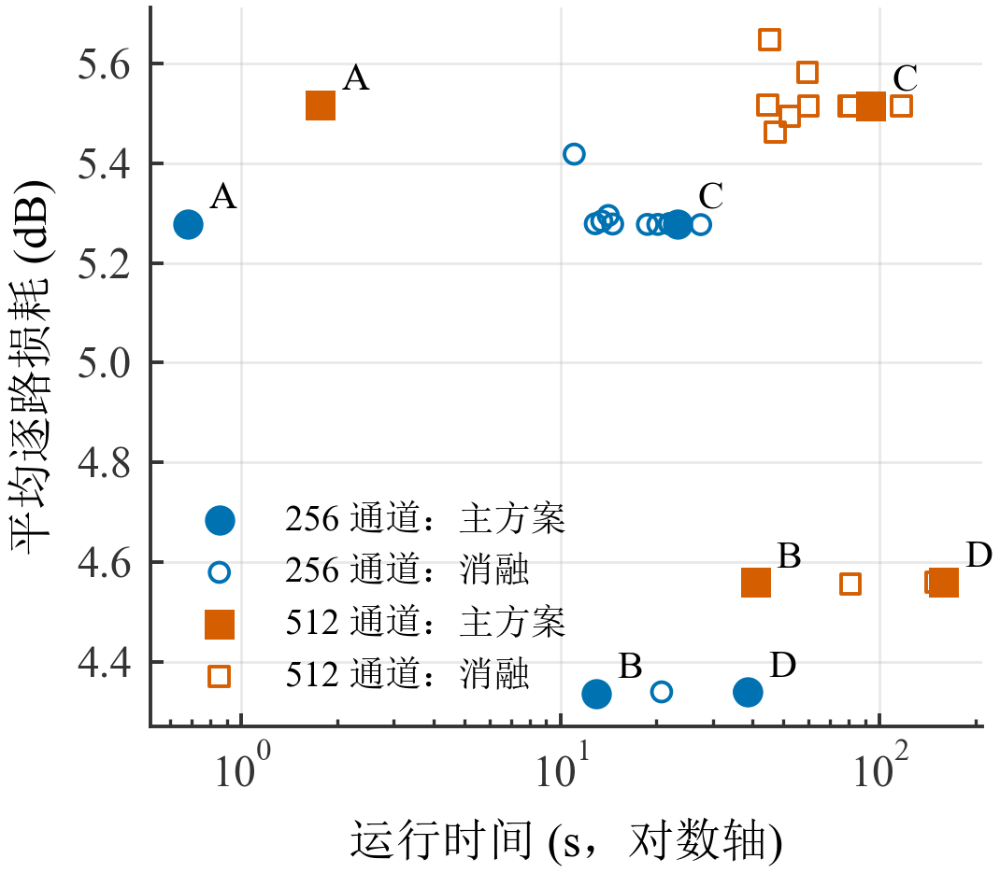 5.6
5.4
5.2
5.0
4.8
4.6
4.4
平均逐路损耗 (dB)
A
C
A
C
B
D
B
D
256 通道：主方案
256 通道：消融
512 通道：主方案
512 通道：消融
10⁰
10¹
10²
运行时间 (s，对数轴)